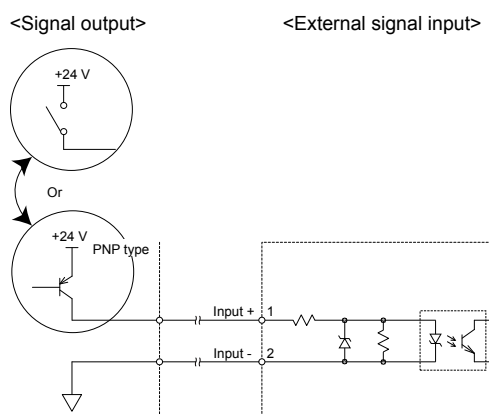 <Signal output>
<External signal input>
+24 V
Or
+24 V
PNP type
Input + 1
Input - 2